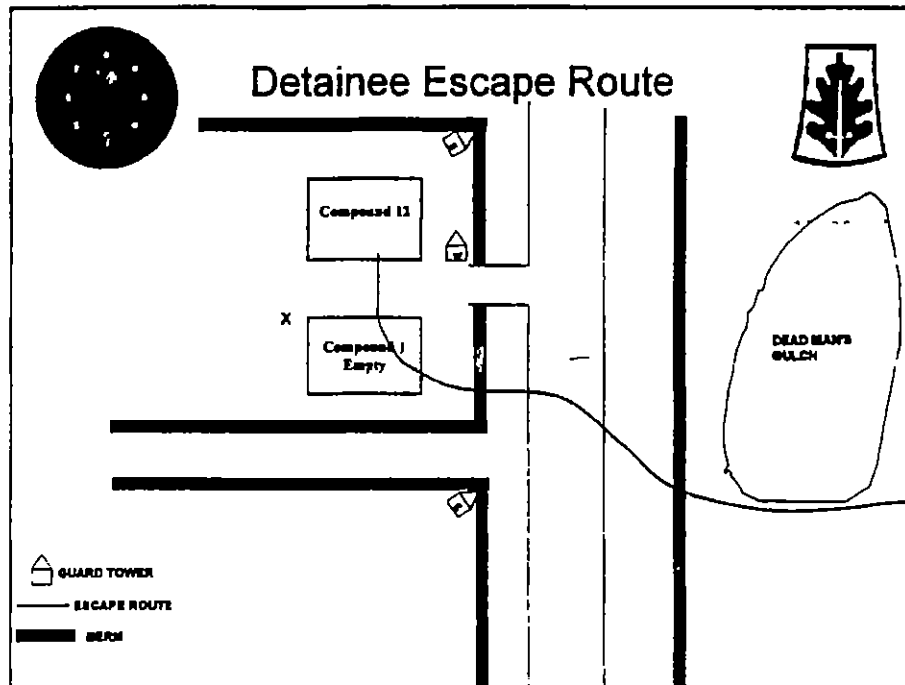 Detainee Escape Route
Compound 12
X
Compound 1
Empty
DEAD MAN'S
GULCH
GUARD TOWER
ESCAPE ROUTE
BERM